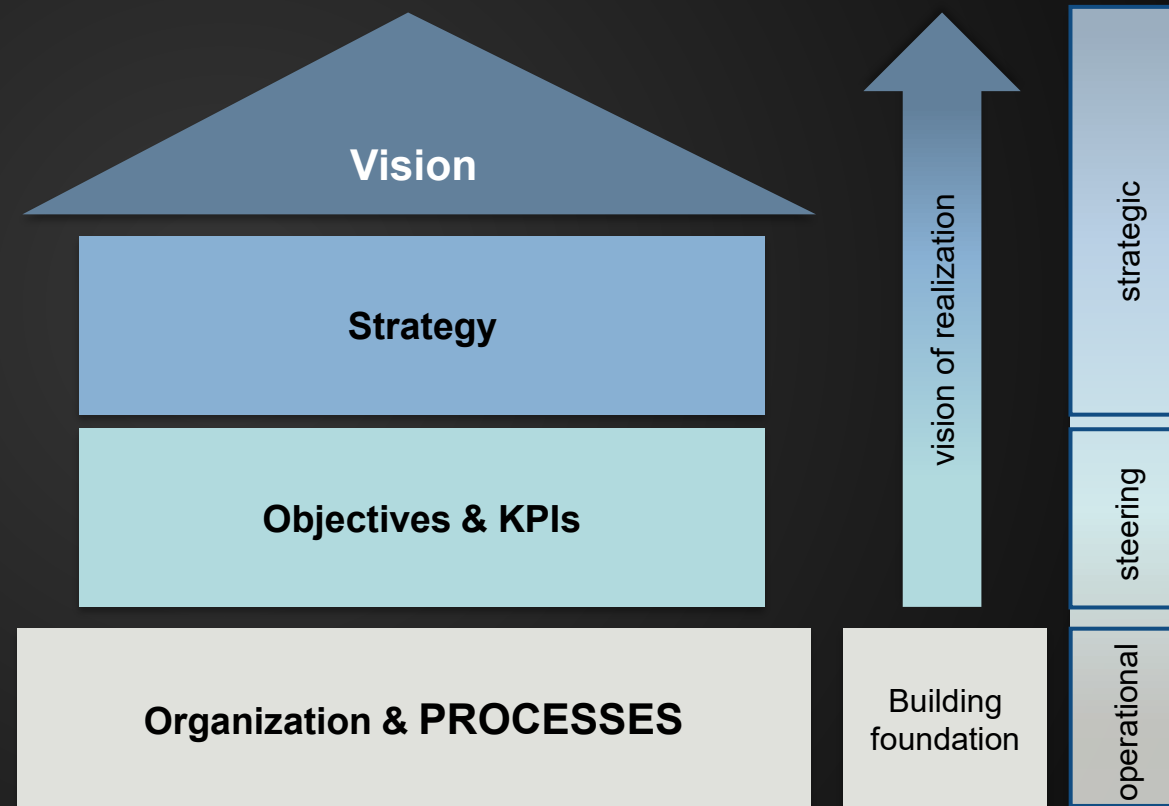 Vision
Strategy
Objectives & KPIs
Organization & PROCESSES
vision of realization
Building
foundation
strategic
steering
operational